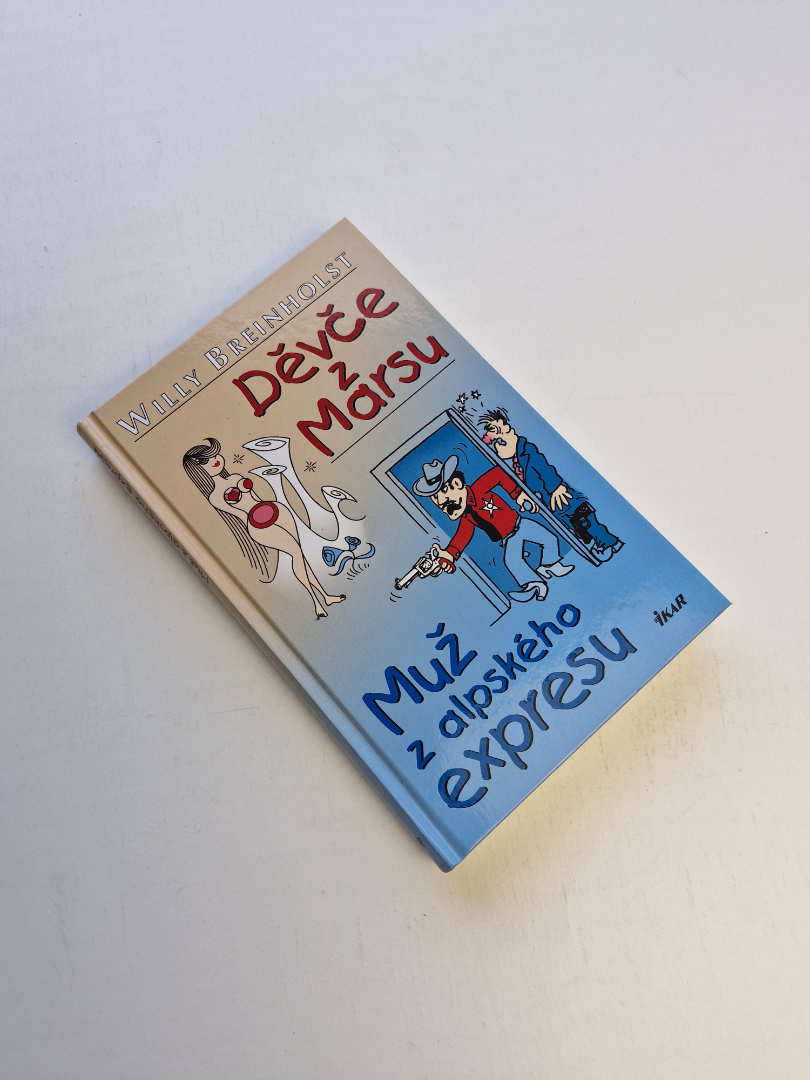 WILLY BREINHOLST
Děvče
z
Marsu
Muž
z alpského
expresu
IKAR